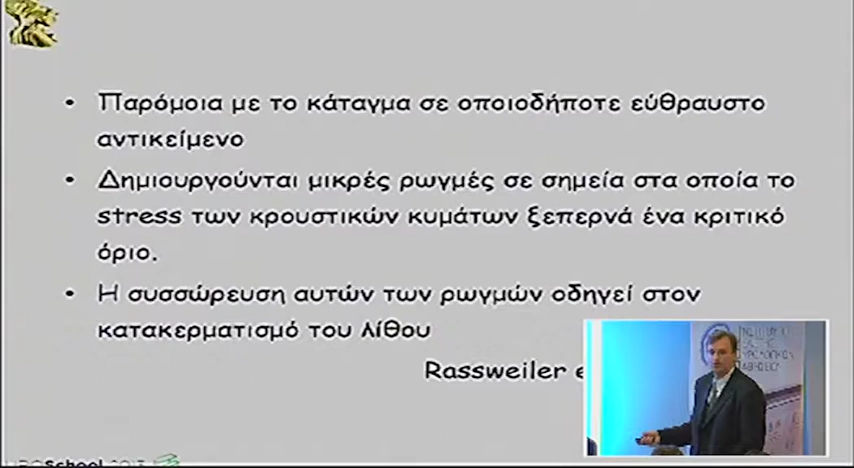 • Παρόμοια με το κάταγμα σε οποιοδήποτε εύθραυστο
αντικείμενο
• Δημιουργούνται μικρές ρωγμές σε σημεία στα οποία το
stress των κρουστικών κυμάτων ξεπερνά ένα κριτικό
όριο.
• Η συσσώρευση αυτών των ρωγμών οδηγεί στον
κατακερματισμό του λίθου
Rassweiler
School